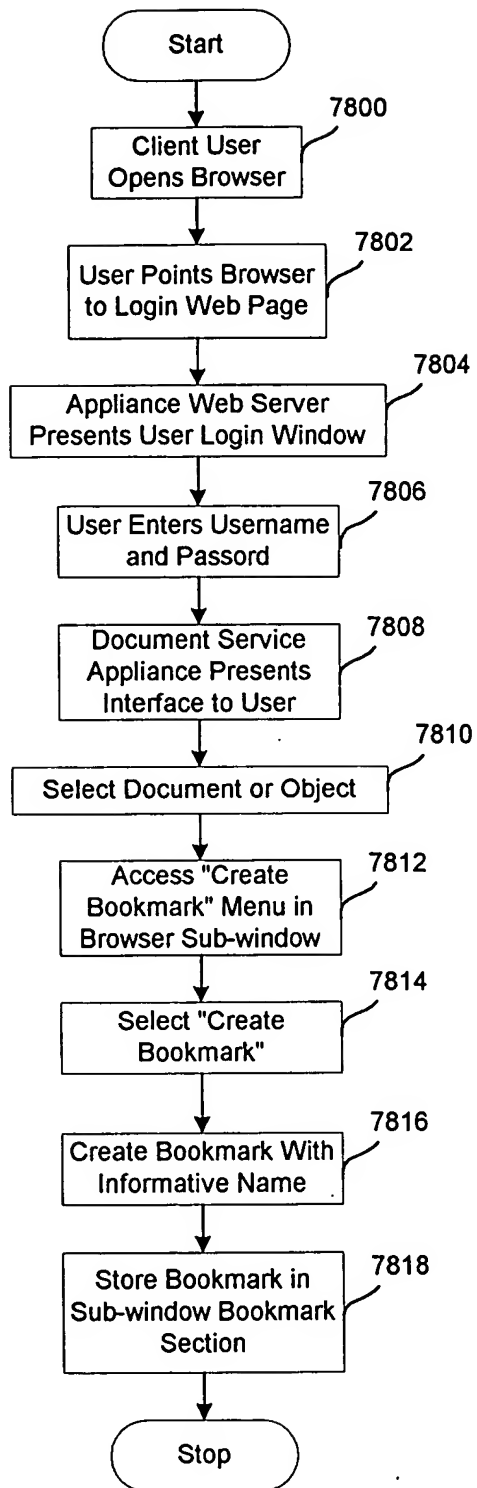 Start
7800
Client User
Opens Browser
7802
User Points Browser
to Login Web Page
7804
Appliance Web Server
Presents User Login Window
7806
User Enters Username
and Passord
7808
Document Service
Appliance Presents
Interface to User
7810
Select Document or Object
7812
Access "Create
Bookmark" Menu in
Browser Sub-window
7814
Select "Create
Bookmark"
7816
Create Bookmark With
Informative Name
7818
Store Bookmark in
Sub-window Bookmark
Section
Stop